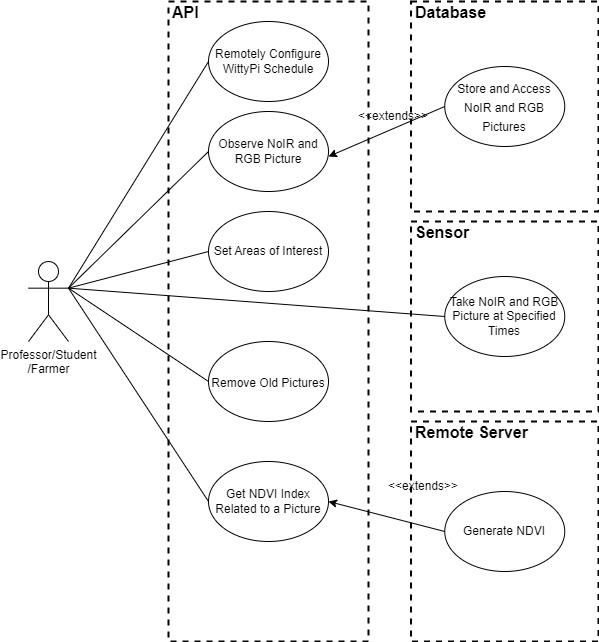 API
Remotely Configure
WittyPi Schedule
Observe NoIR and
RGB Picture
Set Areas of Interest
Remove Old Pictures
Get NDVI Index
Related to a Picture
Database
Store and Access
NoIR and RGB
Pictures
<<extends>>
Sensor
Take NoIR and RGB
Picture at Specified
Times
Remote Server
<<extends>>
Generate NDVI
Professor/Student
/Farmer